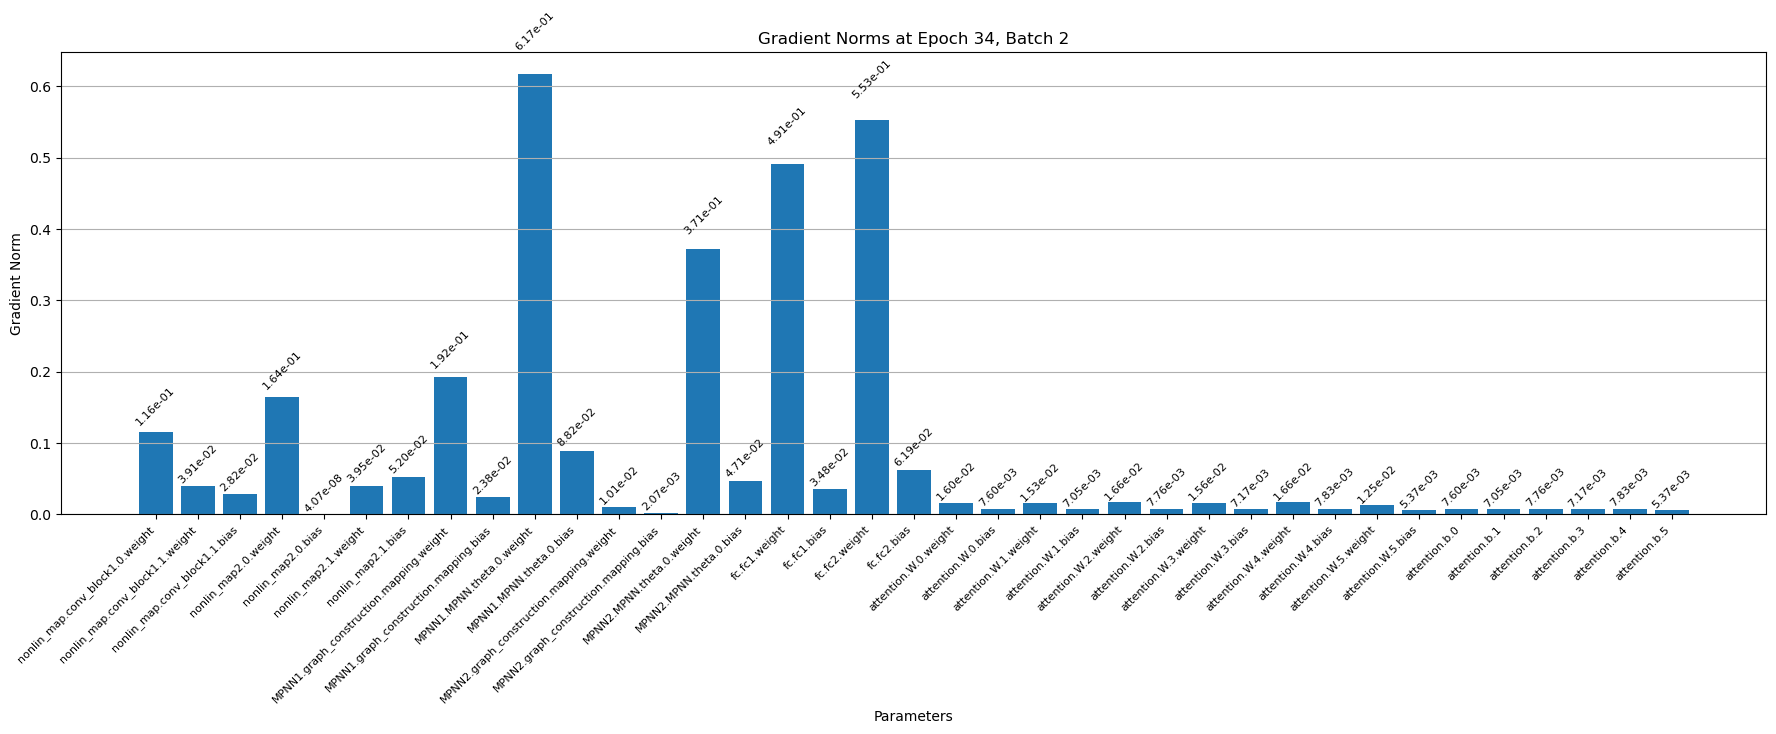 Gradient Norms at Epoch 34, Batch 2
Gradient Norm
0.6
0.5
0.4
0.3
0.2
0.1
0.0
1.16e-01
3.91e-02
2.82e-02
1.64e-01
4.07e-08
3.95e-02
5.20e-02
1.92e-01
2.38e-02
6.17e-01
8.82e-02
1.01e-02
2.07e-03
3.71e-01
4.71e-02
4.91e-01
3.48e-02
5.53e-01
6.19e-02
1.60e-02
7.60e-03
1.53e-02
7.05e-03
1.66e-02
7.76e-03
1.56e-02
7.17e-03
1.66e-02
7.83e-03
1.25e-02
5.37e-03
7.60e-03
7.05e-03
7.76e-03
7.17e-03
7.83e-03
5.37e-03
nonlin_map.conv_block1.0.weight
nonlin_map.conv_block1.1.weight
nonlin_map.conv_block1.1.bias
nonlin_map2.0.weight
nonlin_map2.0.bias
nonlin_map2.1.weight
nonlin_map2.1.bias
MPNN1.graph_construction.mapping.weight
MPNN1.graph_construction.mapping.bias
MPNN1.MPNN.theta.0.weight
MPNN1.MPNN.theta.0.bias
MPNN2.graph_construction.mapping.weight
MPNN2.graph_construction.mapping.bias
MPNN2.MPNN.theta.0.weight
MPNN2.MPNN.theta.0.bias
fc.fc1.weight
fc.fc1.bias
fc.fc2.weight
fc.fc2.bias
attention.W.0.weight
attention.W.0.bias
attention.W.1.weight
attention.W.1.bias
attention.W.2.weight
attention.W.2.bias
attention.W.3.weight
attention.W.3.bias
attention.W.4.weight
attention.W.4.bias
attention.W.5.weight
attention.W.5.bias
attention.b.0
attention.b.1
attention.b.2
attention.b.3
attention.b.4
attention.b.5
Parameters